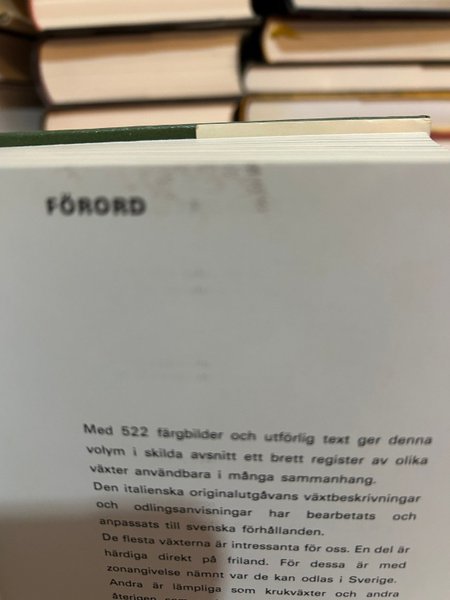 FÖRORD
Med 522 färgbilder och utförlig text ger denna
volym i skilda avsnitt ett brett register av olika
växter användbara i många sammanhang.
Den italienska originalutgåvans växtbeskrivningar
och odlingsanvisningar har bearbetats och
anpassats till svenska förhållanden.
De flesta växterna är intressanta för oss. En del är
härdiga direkt på friland. För dessa är med
zonangivelse nämnt var de kan odlas i Sverige.
Andra är lämpliga som krukväxter och andra
återigen som